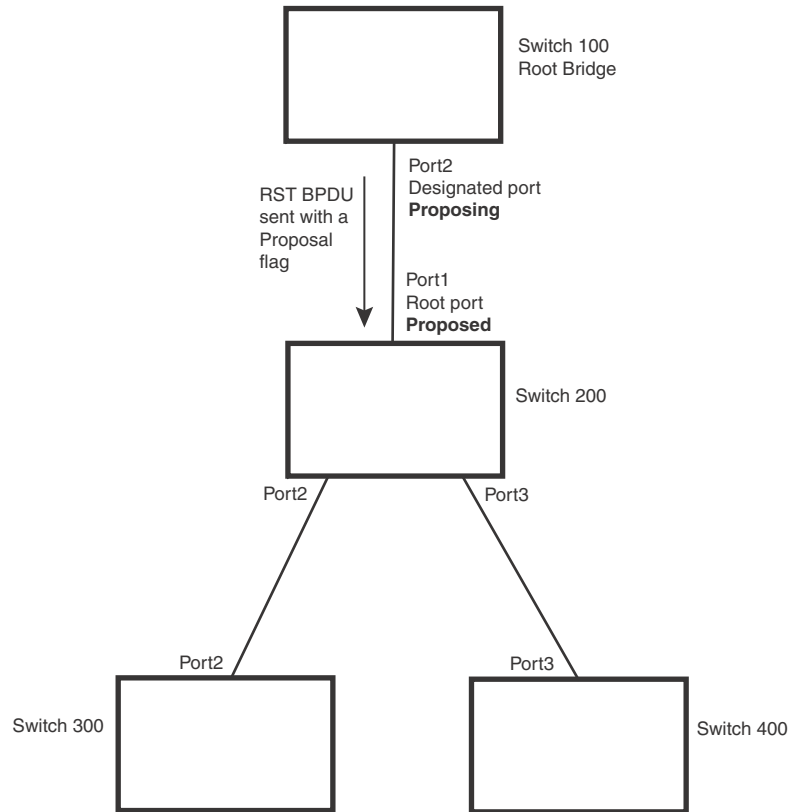 Switch 100
Root Bridge
Port2
Designated port
Proposing
RST BPDU
sent with a
Proposal
flag
Port1
Root port
Proposed
Switch 200
Port2
Port3
Port2
Port3
Switch 300
Switch 400